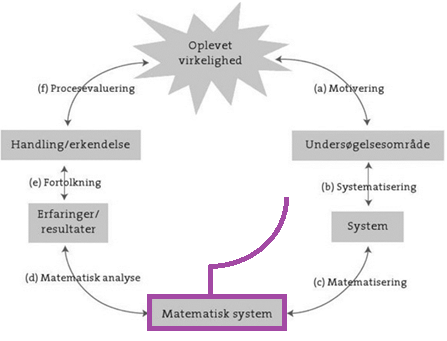 Oplevet
virkelighed
(f) Procesevaluering
(a) Motivering
Handling/erkendelse
Undersøgelsesområde
(e) Fortolkning
(b) Systematisering
Erfaringer/
resultater
System
(d) Matematisk analyse
(c) Matematisering
Matematisk system